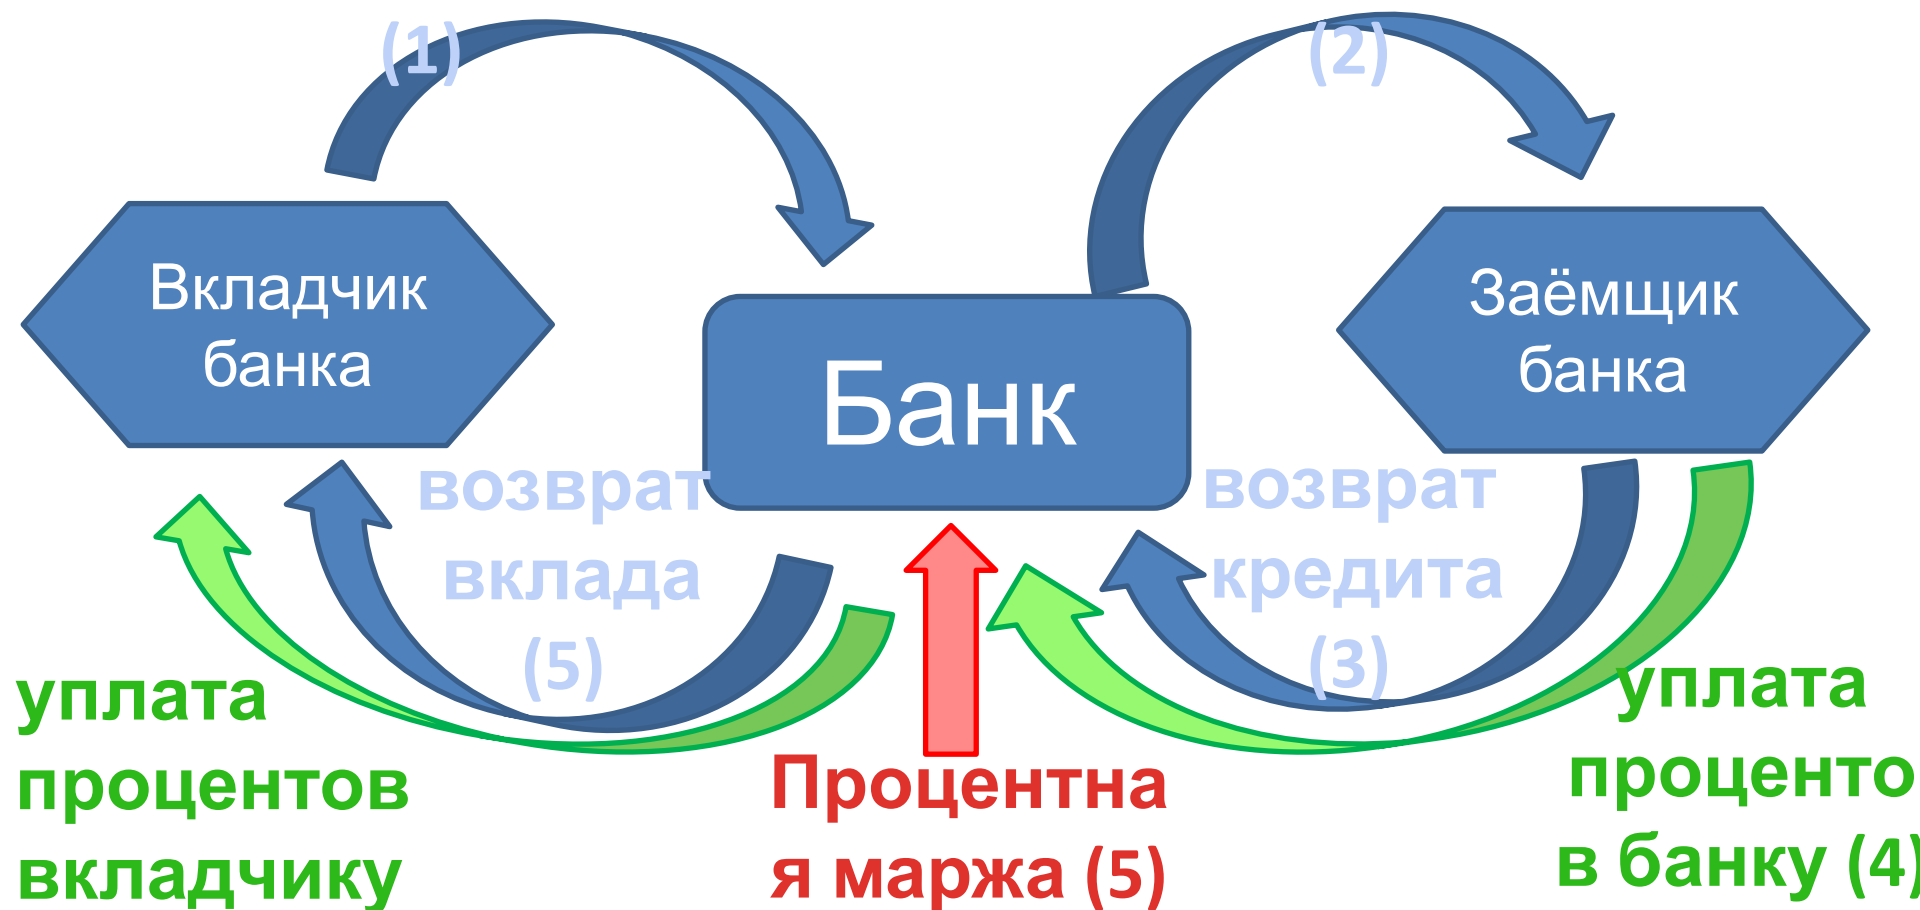 (1)
(2)
Вкладчик
банка
Банк
Заёмщик
банка
возврат
вклада
(5)
возврат
кредита
(3)
уплата
процентов
вкладчику
Процентна
я маржа (5)
уплата
проценто
в банку (4)